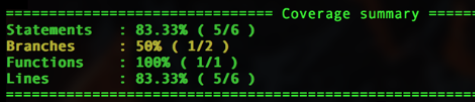 =============================== Coverage summary =====
Statements   : 83.33% ( 5/6 )
Branches     : 50% ( 1/2 )
Functions    : 100% ( 1/1 )
Lines        : 83.33% ( 5/6 )
=====================================================